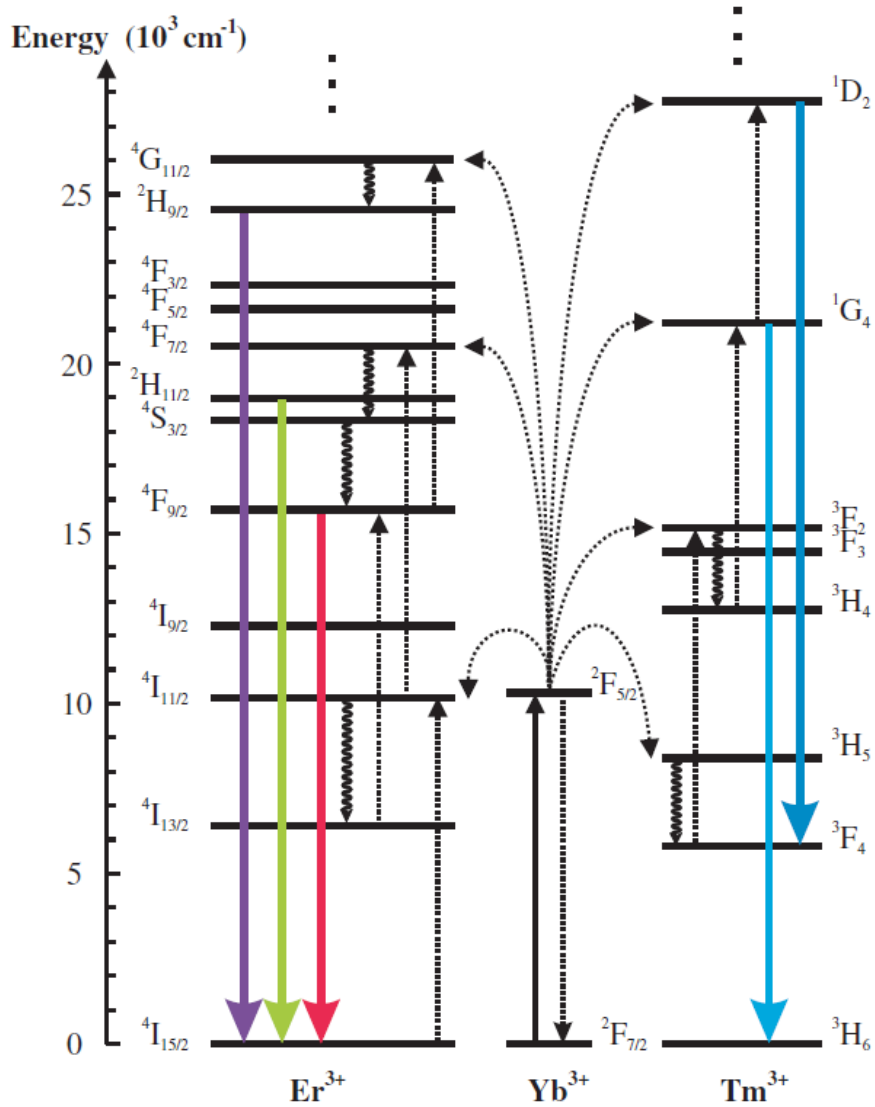 Energy (10³ cm⁻¹)
25
20
15
10
5
0
⁴G₁₁/₂
²H₉/₂
⁴F₃/₂
⁴F₅/₂
⁴F₇/₂
²H₁₁/₂
⁴S₃/₂
⁴F₉/₂
⁴I₉/₂
⁴I₁₁/₂
⁴I₁₃/₂
⁴I₁₅/₂
Er³⁺
²F₅/₂
²F₇/₂
Yb³⁺
¹D₂
¹G₄
³F₂
³F₃
³H₄
³H₅
³F₄
³H₆
Tm³⁺